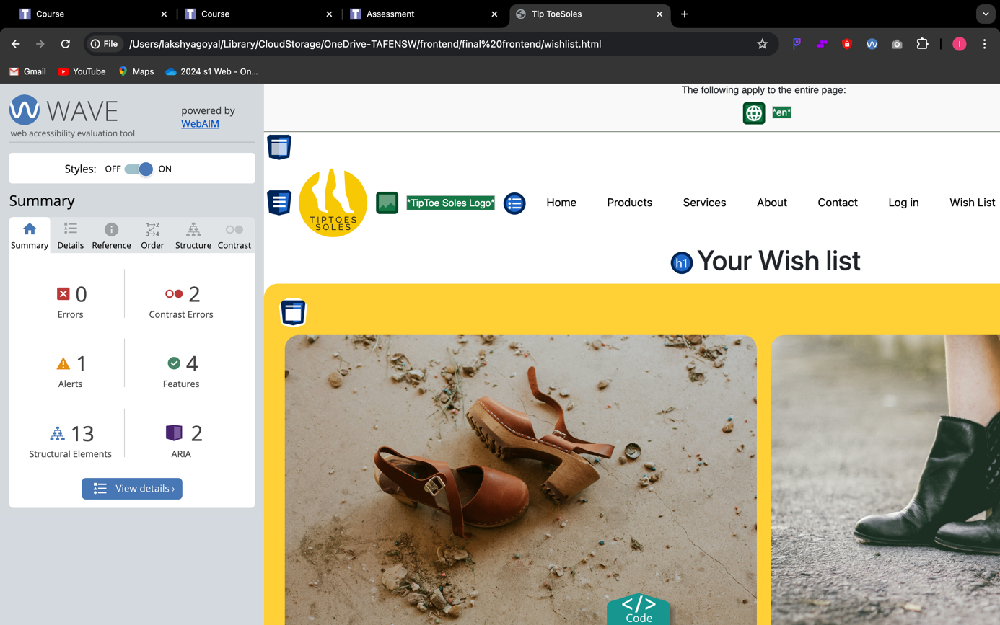 Course
Course
Assessment
Tip ToeSoles
File
/Users/lakshyagoyal/Library/CloudStorage/OneDrive-TAFENSW/frontend/final%20frontend/wishlist.html
I
Gmail
YouTube
Maps
2024 s1 Web - On...
WAVE
web accessibility evaluation tool
powered by
WebAIM
Styles: OFF ON
Summary
Summary
Details
Reference
Order
Structure
Contrast
0
Errors
2
Contrast Errors
1
Alerts
4
Features
13
Structural Elements
2
ARIA
View details ›
The following apply to the entire page:
*en*
TIPTOES
SOLES
*TipToe Soles Logo*
Home
Products
Services
About
Contact
Log in
Wish List
h1
Your Wish list
</>
Code